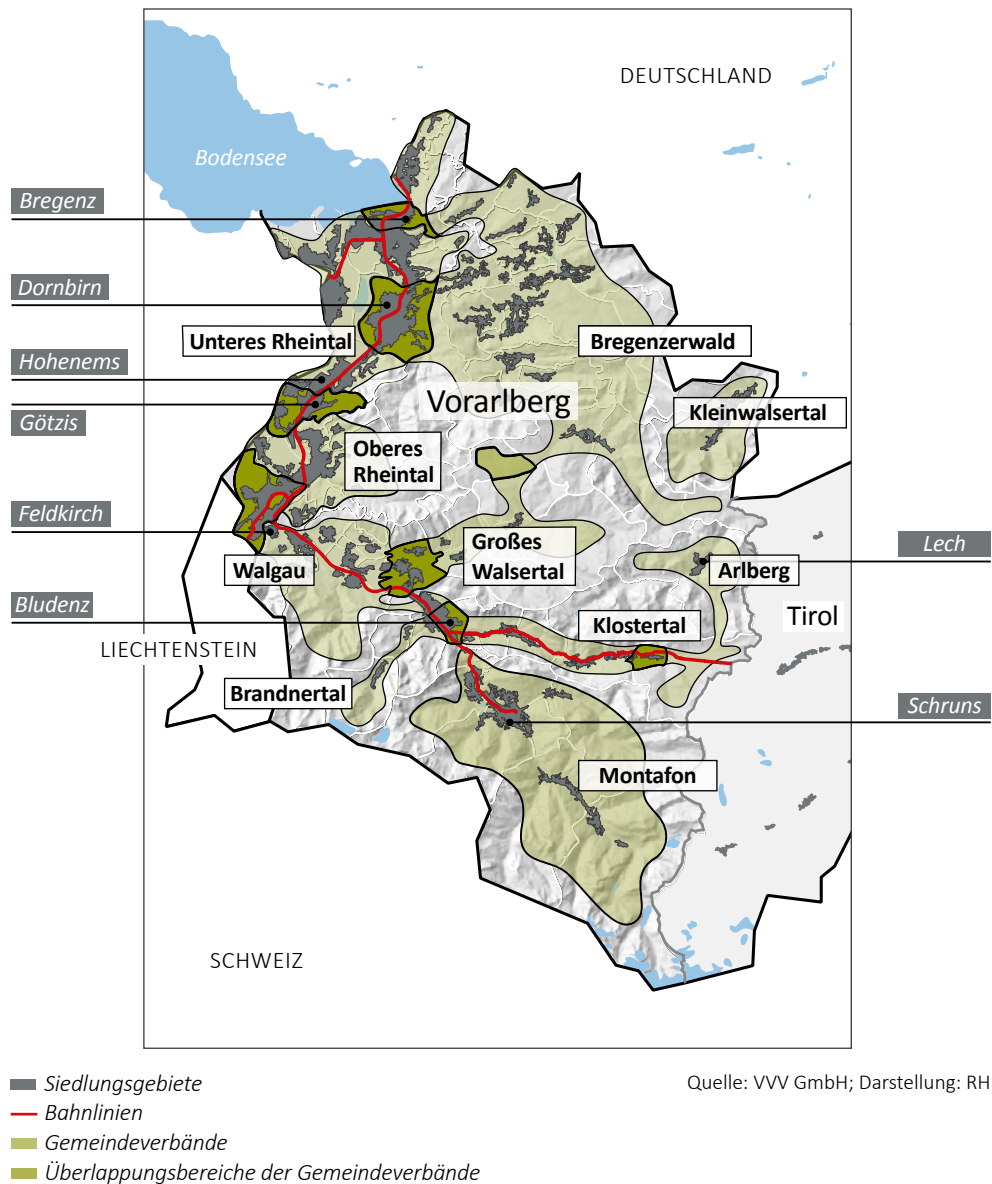 DEUTSCHLAND
Bodensee
Bregenz
Dornbirn
Unteres Rheintal
Bregenzerwald
Hohenems
Vorarlberg
Kleinwalsertal
Götzis
Oberes
Rheintal
Feldkirch
Großes
Walsertal
Lech
Walgau
Arlberg
Bludenz
Klostertal
Tirol
LIECHTENSTEIN
Brandnertal
Schruns
Montafon
SCHWEIZ
Siedlungsgebiete
Quelle: VVV GmbH; Darstellung: RH
Bahnlinien
Gemeindeverbände
Überlappungsbereiche der Gemeindeverbände